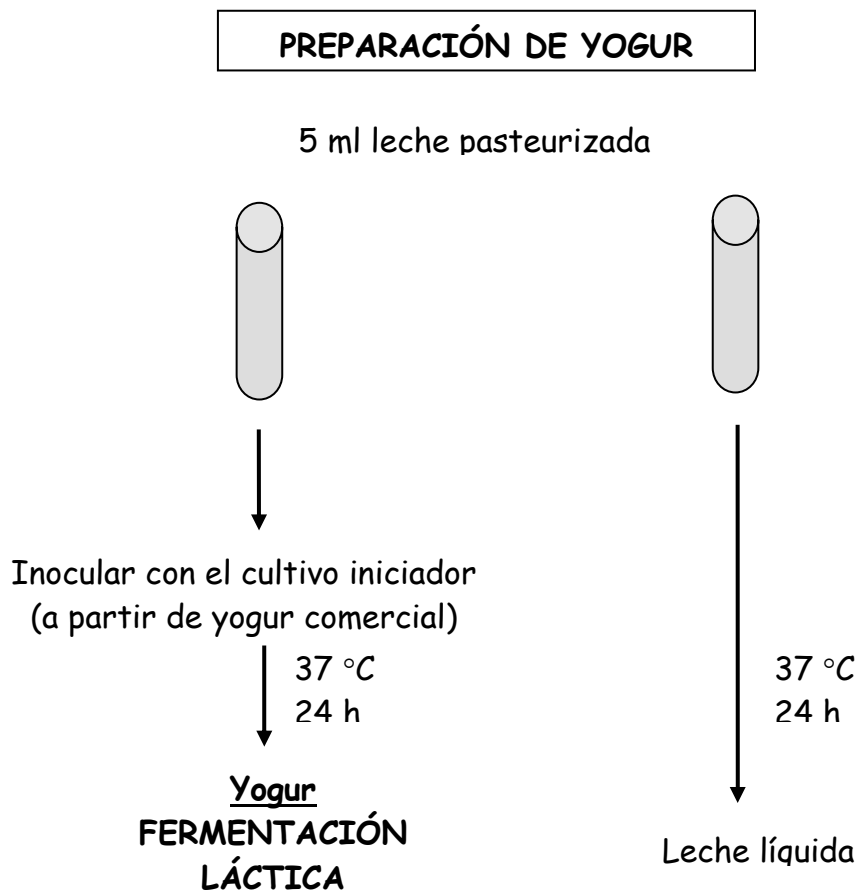 PREPARACIÓN DE YOGUR
5 ml leche pasteurizada
Inocular con el cultivo iniciador
(a partir de yogur comercial)
37 °C
24 h
37 °C
24 h
Yogur
FERMENTACIÓN
LÁCTICA
Leche líquida